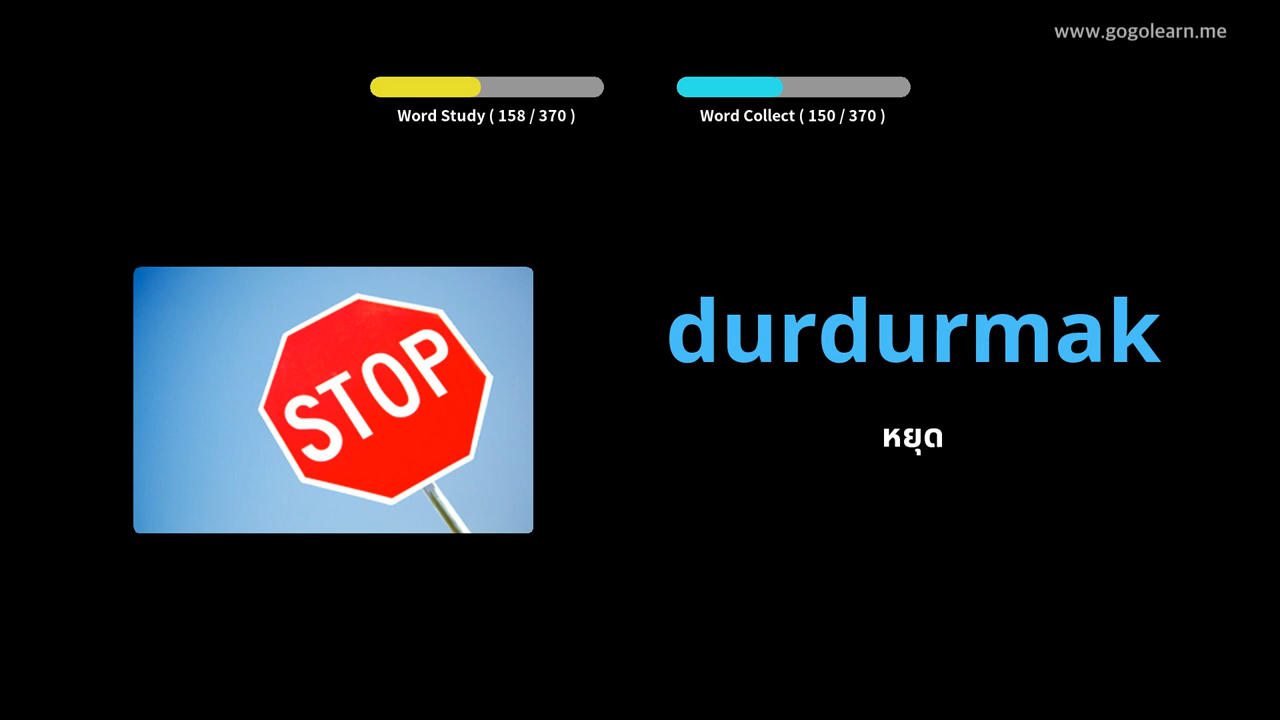 www.gogolearn.me
Word Study ( 158 / 370 )
Word Collect ( 150 / 370 )
STOP
durdurmak
หยุด